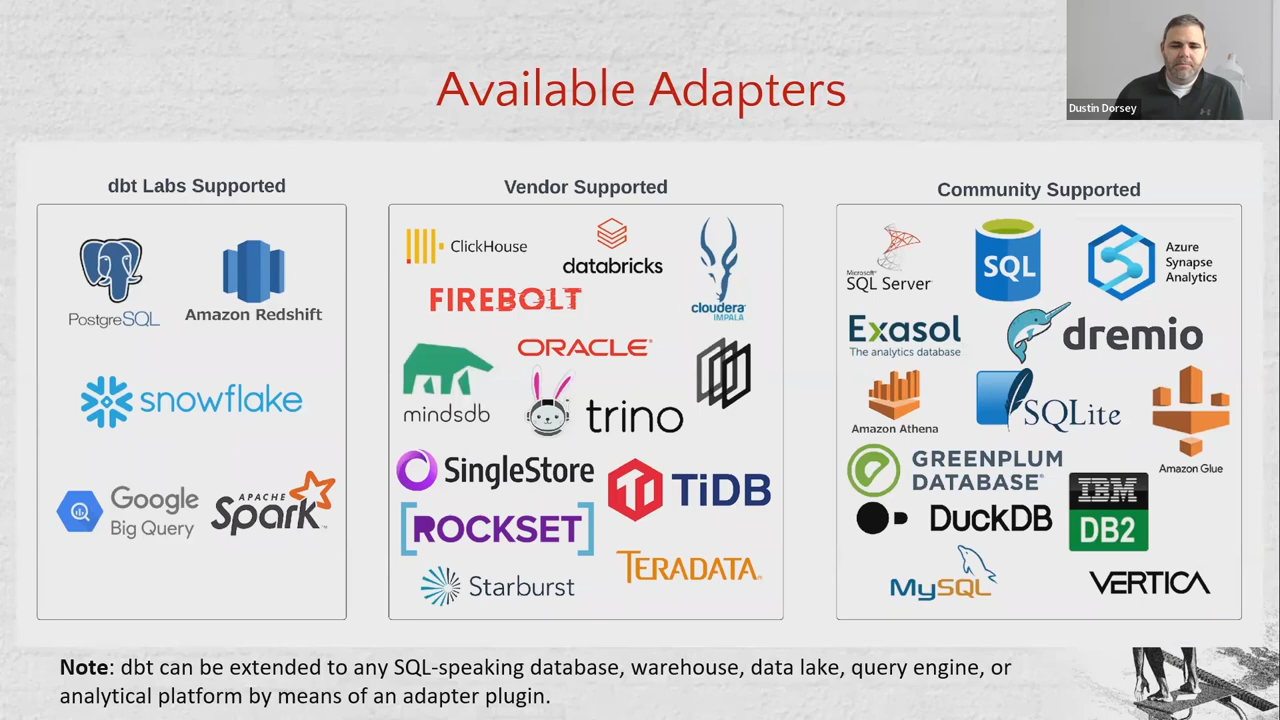 Available Adapters
Dustin Dorsey
dbt Labs Supported
PostgreSQL
Amazon Redshift
snowflake
Google
Big Query
APACHE
Spark
Vendor Supported
ClickHouse
databricks
cloudera
IMPALA
FIREBOLT
ORACLE
mindsdb
trino
SingleStore
TiDB
ROCKSET
TERADATA
Starburst
Community Supported
Microsoft
SQL Server
SQL
Azure
Synapse
Analytics
Exasol
The analytics database
dremio
Amazon Athena
SQLite
Amazon Glue
GREENPLUM
DATABASE
DuckDB
IBM
DB2
MySQL
VERTICA
Note: dbt can be extended to any SQL-speaking database, warehouse, data lake, query engine, or
analytical platform by means of an adapter plugin.